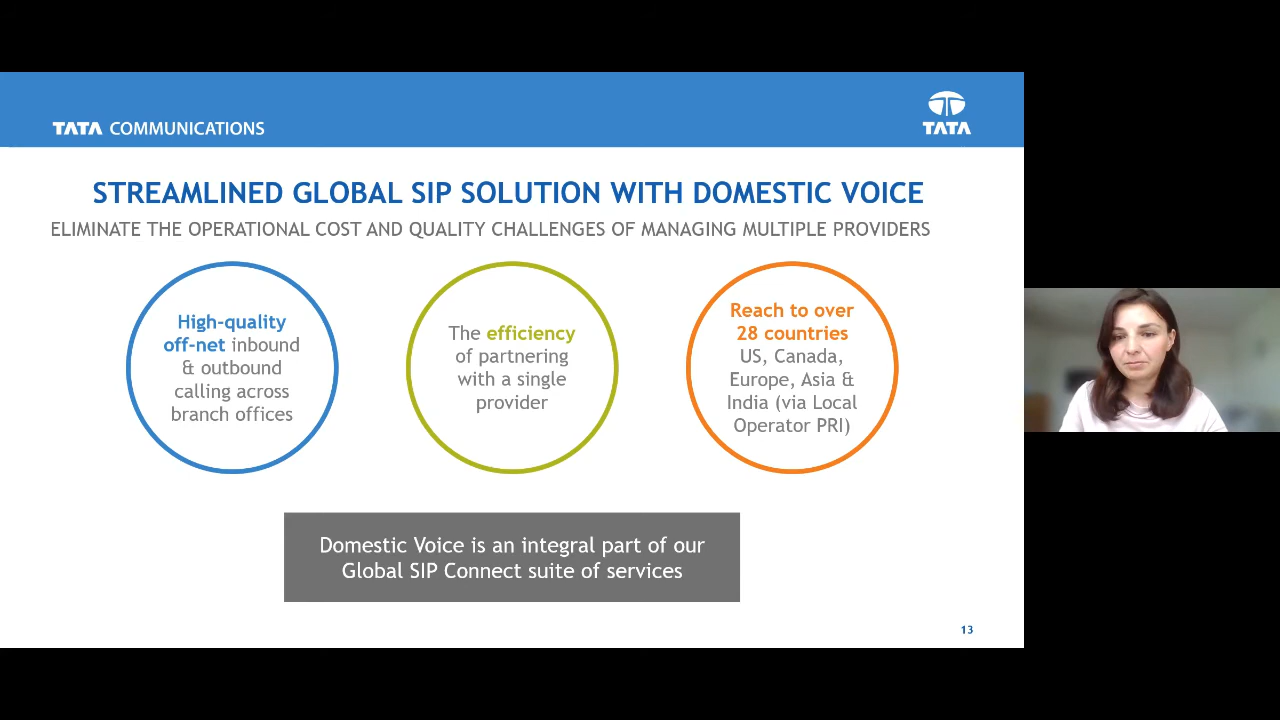 TATA COMMUNICATIONS
TATA
STREAMLINED GLOBAL SIP SOLUTION WITH DOMESTIC VOICE
ELIMINATE THE OPERATIONAL COST AND QUALITY CHALLENGES OF MANAGING MULTIPLE PROVIDERS
High-quality
off-net inbound
& outbound
calling across
branch offices
The efficiency
of partnering
with a single
provider
Reach to over
28 countries
US, Canada,
Europe, Asia &
India (via Local
Operator PRI)
Domestic Voice is an integral part of our
Global SIP Connect suite of services
13